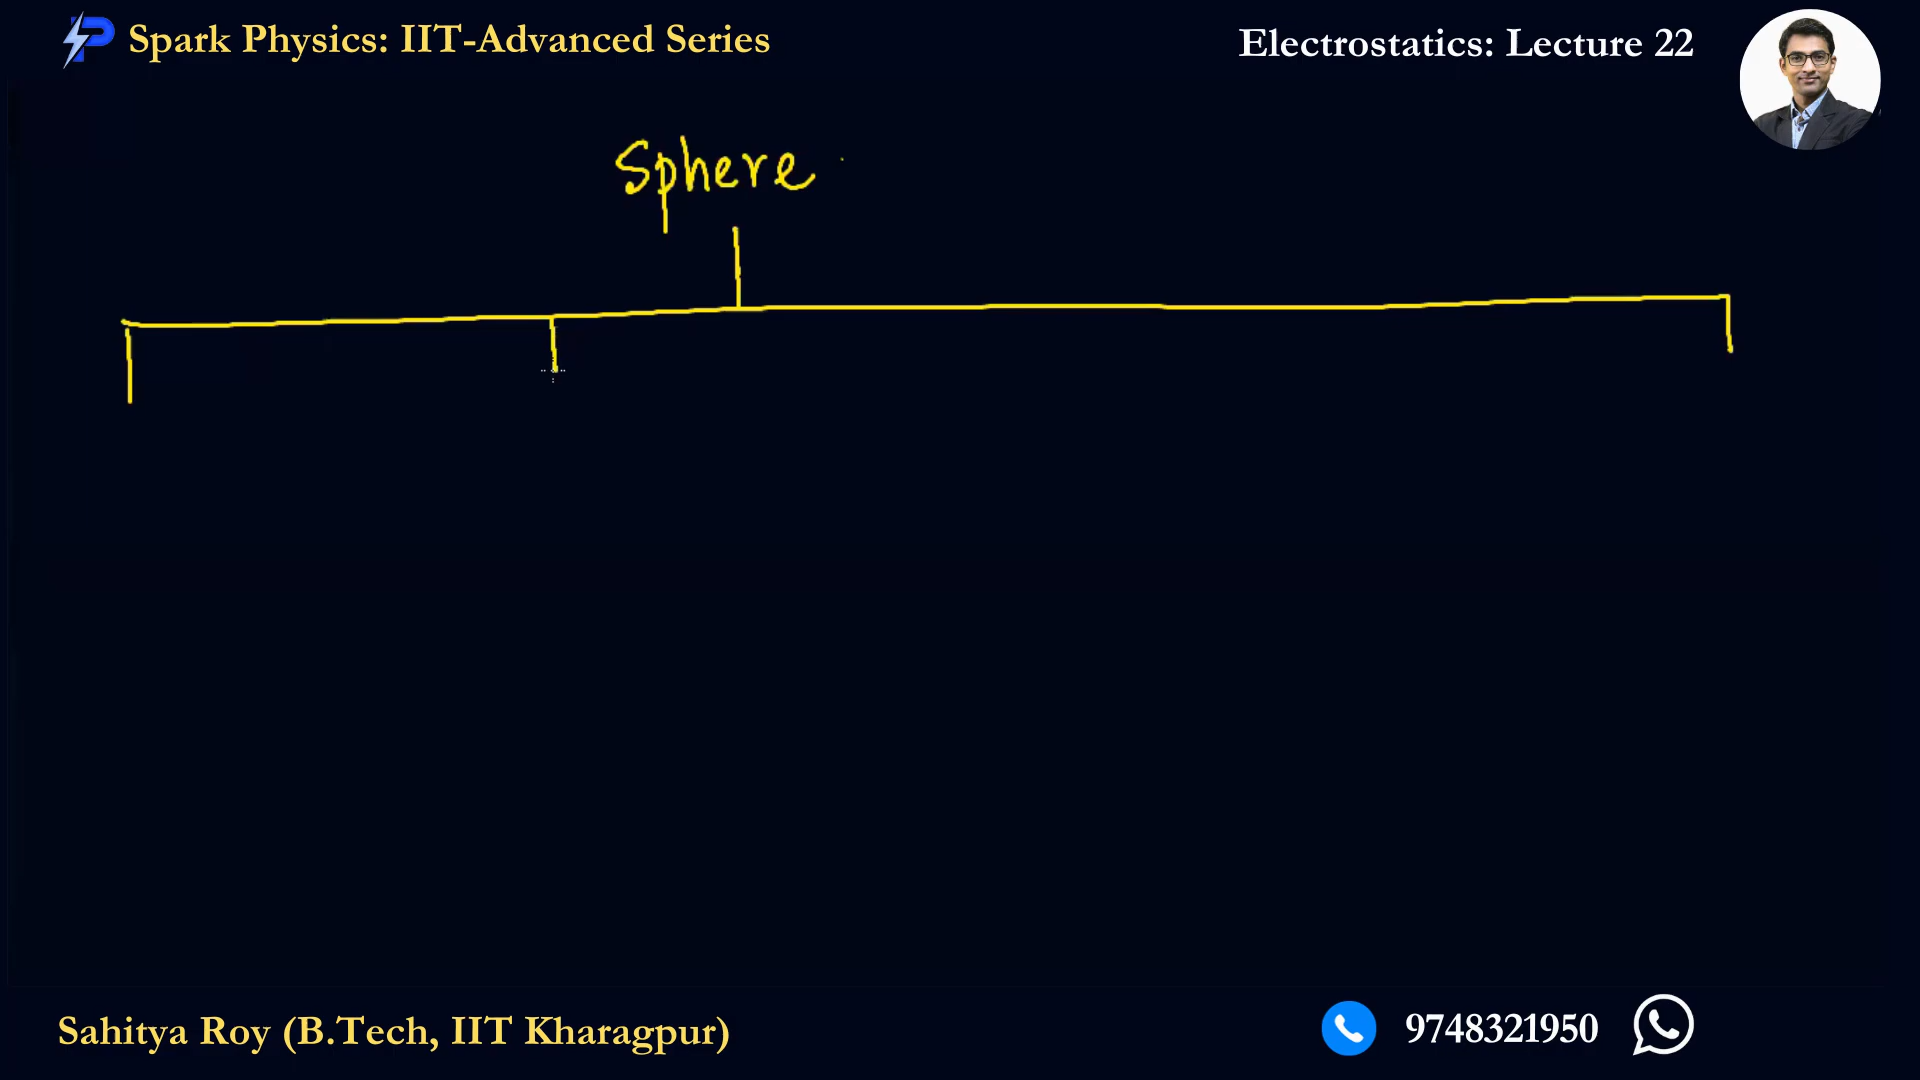 Spark Physics: IIT-Advanced Series
Electrostatics: Lecture 22
Sphere
Sahitya Roy (B.Tech, IIT Kharagpur)
9748321950